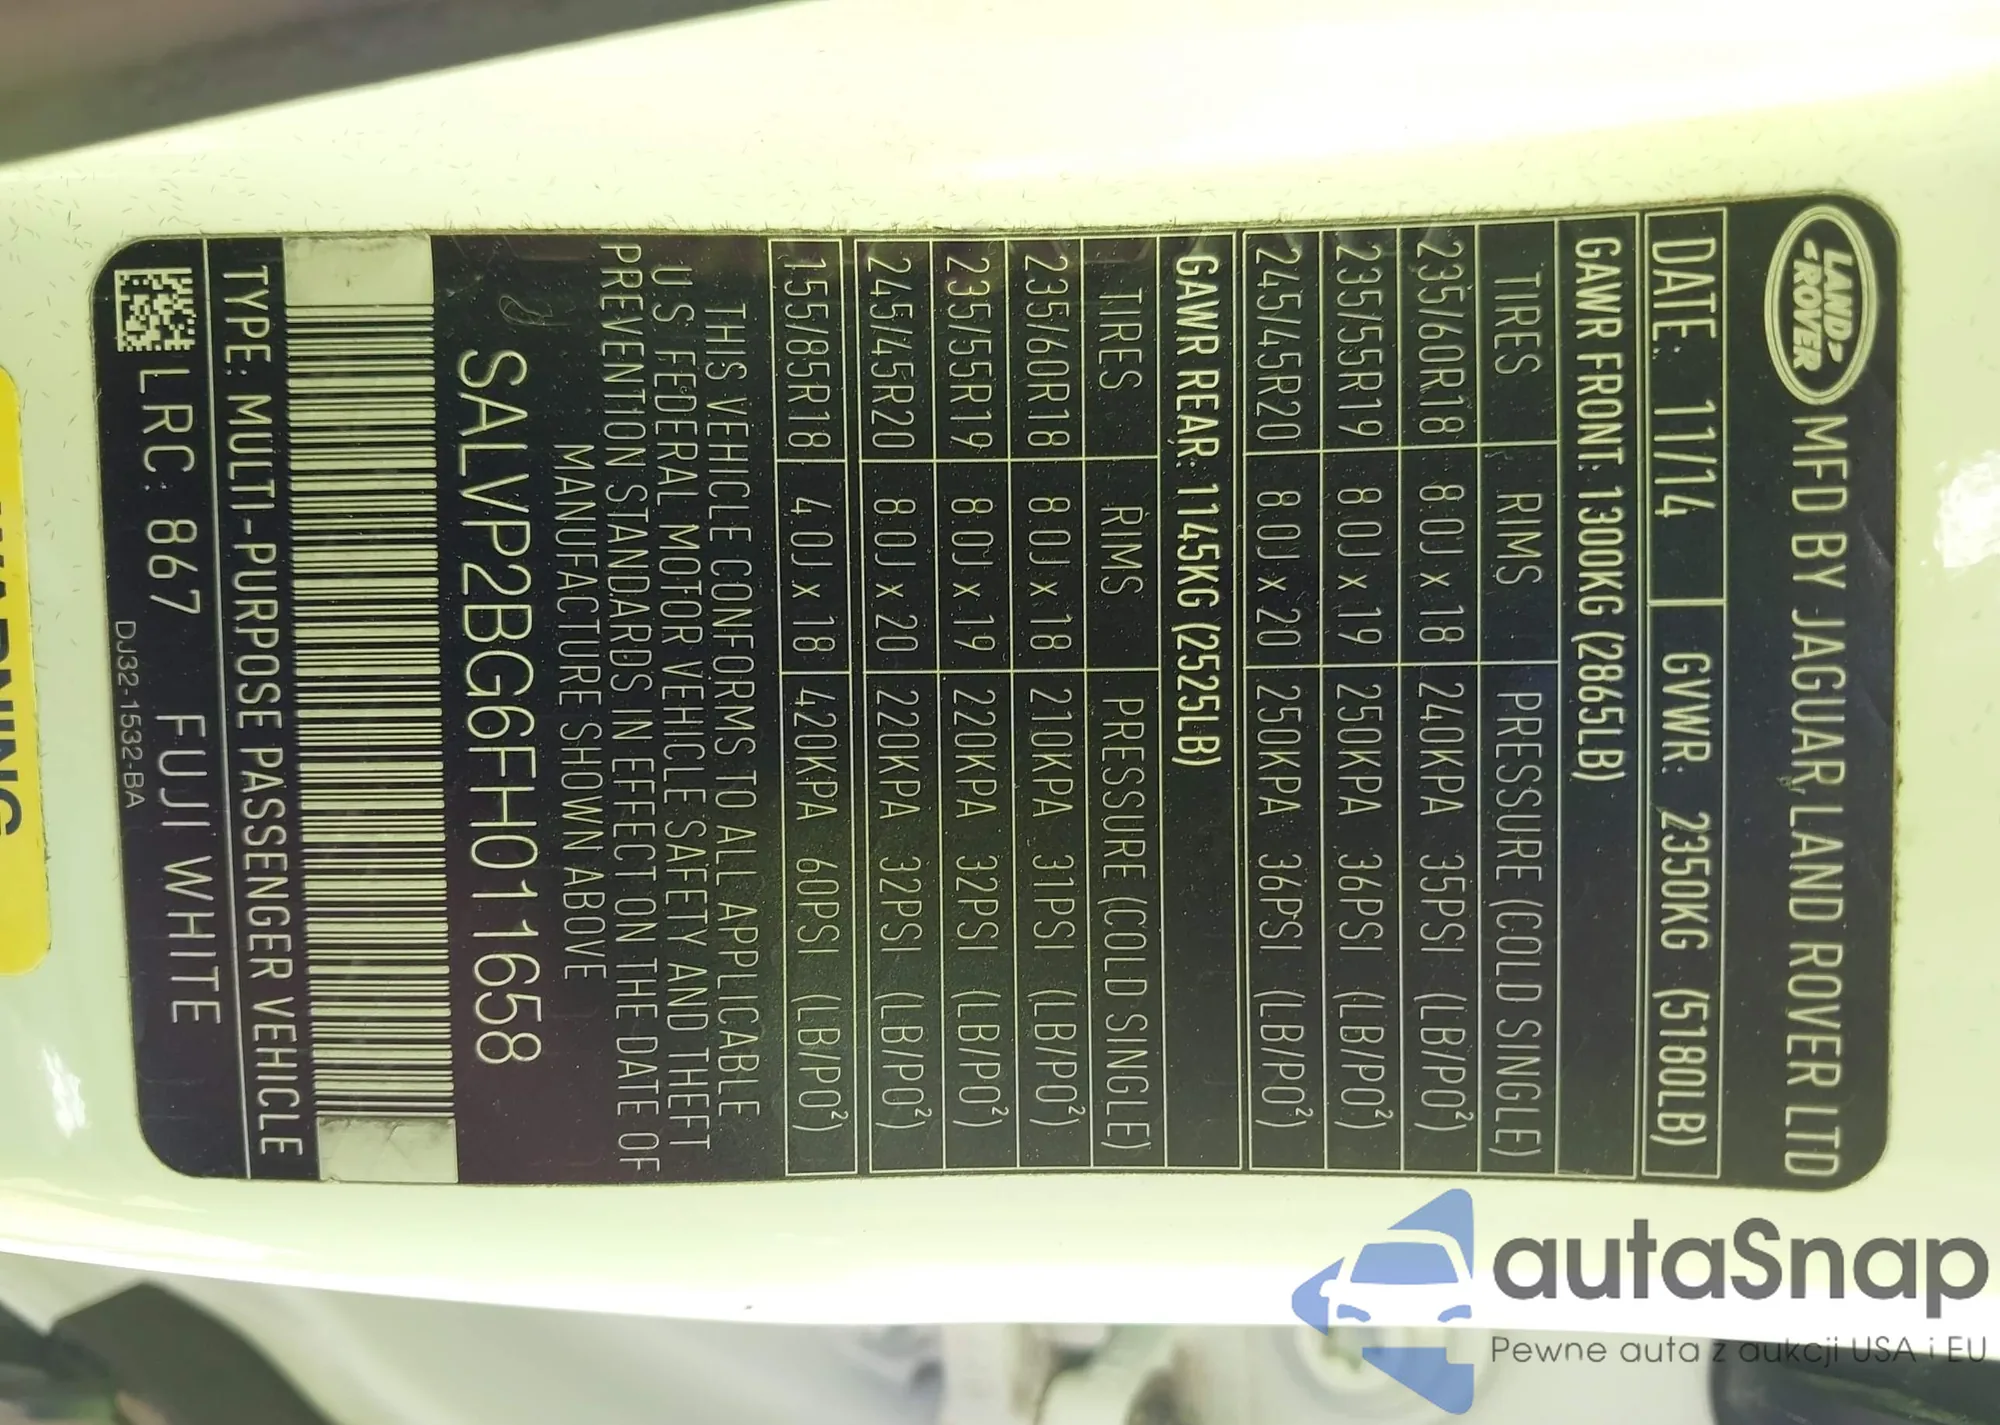 LAND ROVER MFD BY JAGUAR LAND ROVER LTD
DATE: 11/14 GVWR: 2350KG (5180LB)
GAWR FRONT: 1300KG (2865LB)
TIRES RIMS PRESSURE (COLD SINGLE)
235/60R18 8.0J x 18 240KPA 35PSI (LB/PO²)
235/55R19 8.0J x 19 250KPA 36PSI (LB/PO²)
245/45R20 8.0J x 20 250KPA 36PSI (LB/PO²)
GAWR REAR: 1145KG (2525LB)
TIRES RIMS PRESSURE (COLD SINGLE)
235/60R18 8.0J x 18 210KPA 31PSI (LB/PO²)
235/55R19 8.0J x 19 220KPA 32PSI (LB/PO²)
245/45R20 8.0J x 20 220KPA 32PSI (LB/PO²)
155/85R18 4.0J x 18 420KPA 60PSI (LB/PO²)
THIS VEHICLE CONFORMS TO ALL APPLICABLE
U S FEDERAL MOTOR VEHICLE SAFETY AND THEFT
PREVENTION STANDARDS IN EFFECT ON THE DATE OF
MANUFACTURE SHOWN ABOVE
SALVP2BG6FH011658
TYPE: MULTI-PURPOSE PASSENGER VEHICLE
LRC: 867 FUJI WHITE
DJ32-1532-BA
WARNING
autaSnap
Pewne auta z aukcji USA i EU